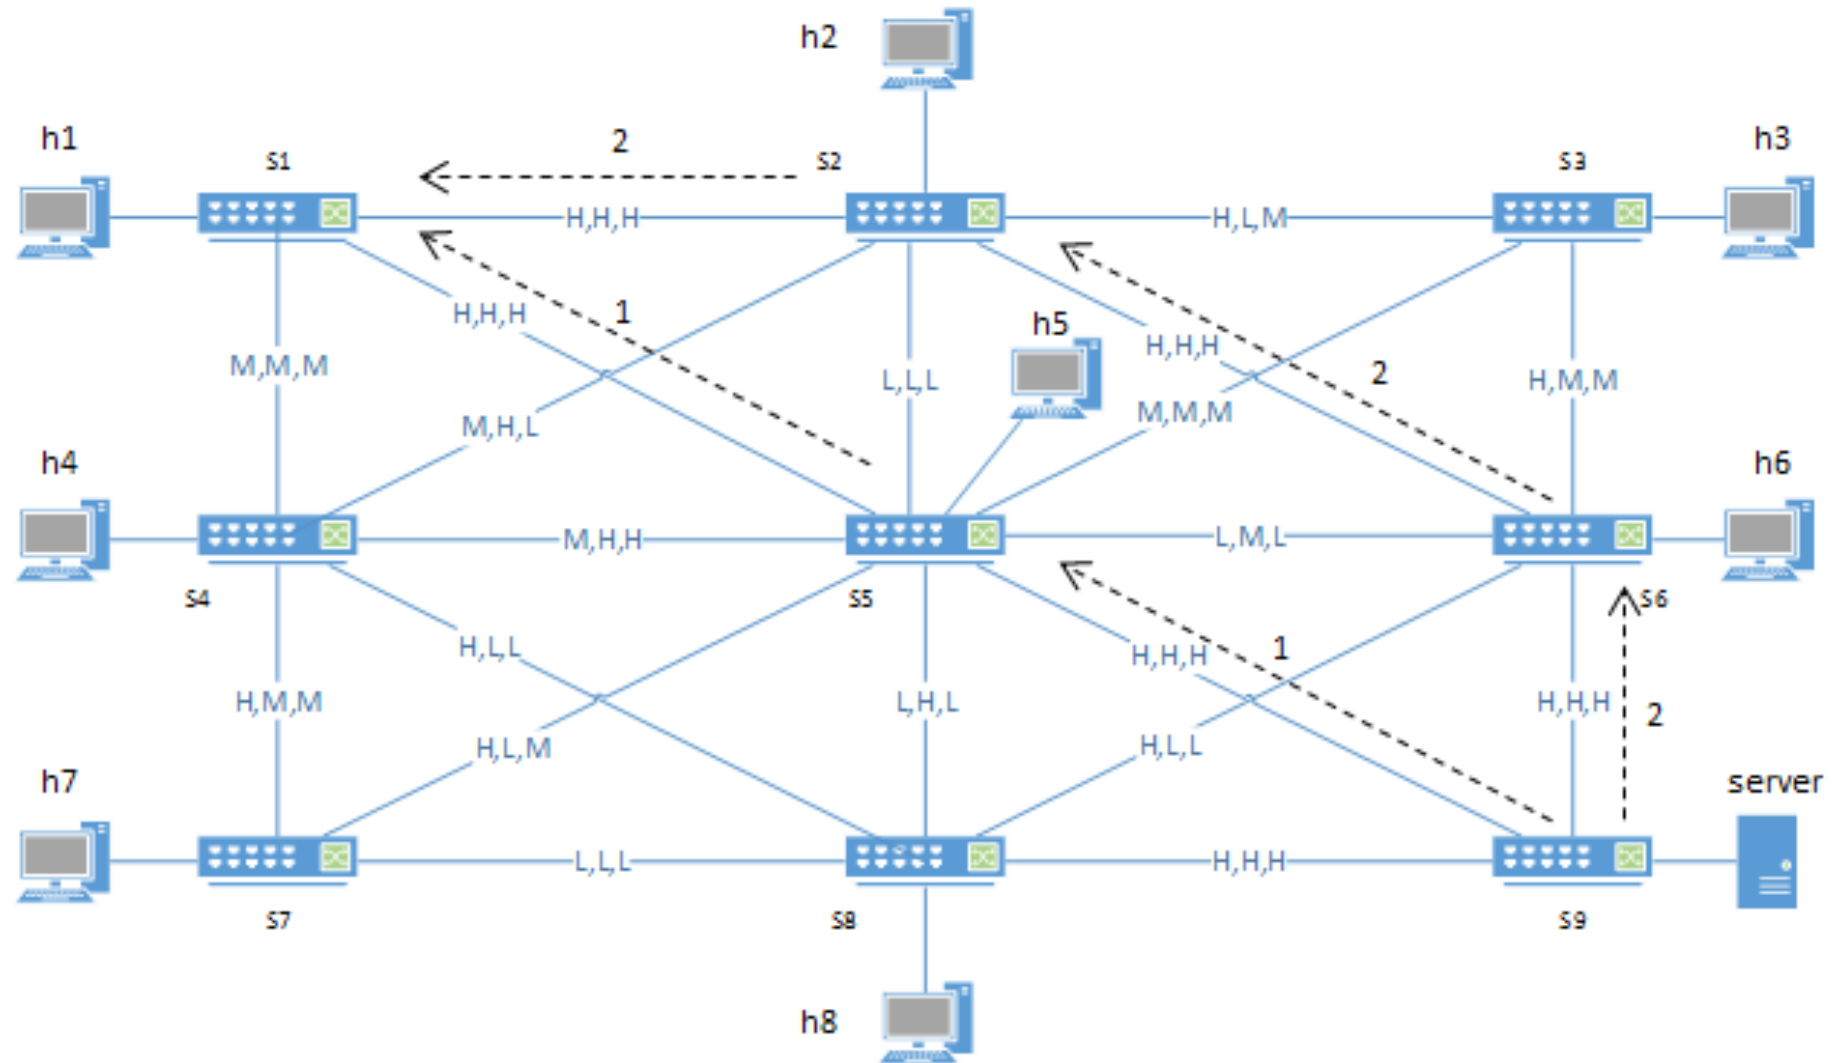 h2
h1
2
S1
S2
S3
h3
H,H,H
H,L,M
H,H,H
1
h5
H,H,H
M,M,M
L,L,L
2
H,M,M
M,H,L
M,M,M
h4
h6
M,H,H
L,M,L
S4
S5
S6
H,L,L
H,H,H
1
H,M,M
L,H,L
H,H,H
2
H,L,M
H,L,L
h7
server
L,L,L
H,H,H
S7
S8
S9
h8